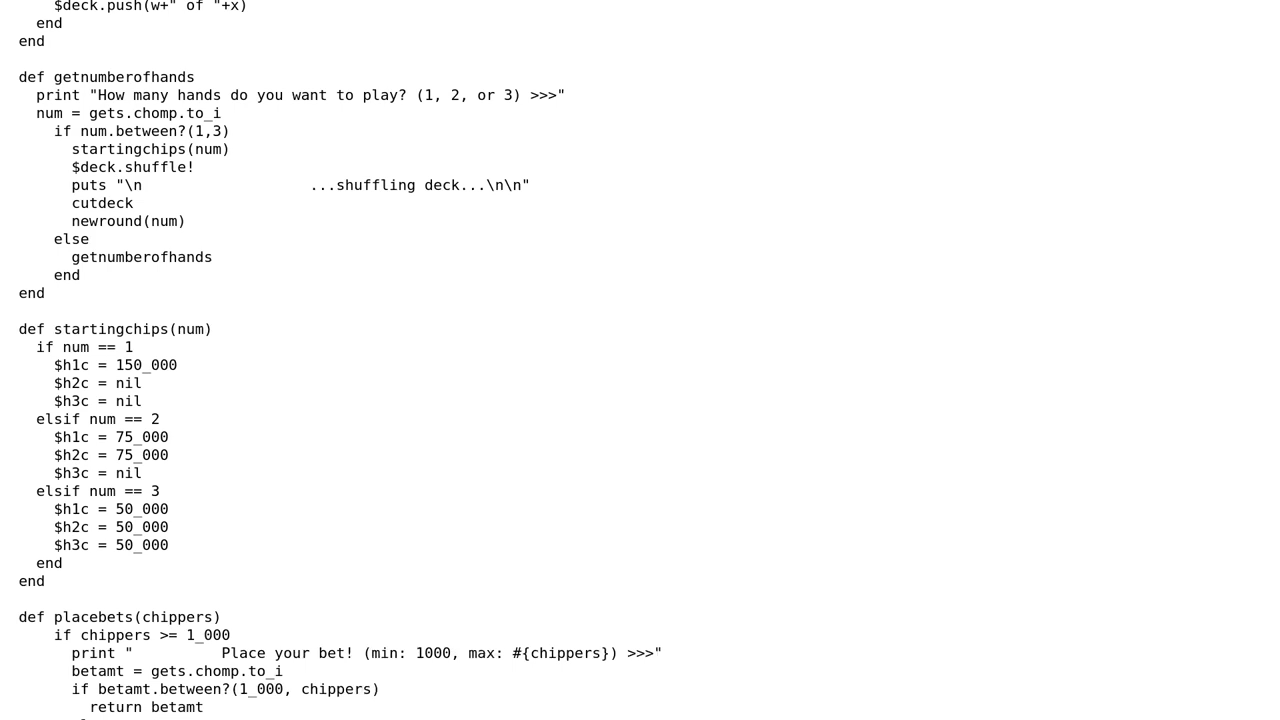 $deck.push(w+" of "+x)
  end
end

def getnumberofhands
  print "How many hands do you want to play? (1, 2, or 3) >>>"
  num = gets.chomp.to_i
    if num.between?(1,3)
      startingchips(num)
      $deck.shuffle!
      puts "\n                   ...shuffling deck...\n\n"
      cutdeck
      newround(num)
    else
      getnumberofhands
    end
end

def startingchips(num)
  if num == 1
    $h1c = 150_000
    $h2c = nil
    $h3c = nil
  elsif num == 2
    $h1c = 75_000
    $h2c = 75_000
    $h3c = nil
  elsif num == 3
    $h1c = 50_000
    $h2c = 50_000
    $h3c = 50_000
  end
end

def placebets(chippers)
    if chippers >= 1_000
      print "          Place your bet! (min: 1000, max: #{chippers}) >>>"
      betamt = gets.chomp.to_i
      if betamt.between?(1_000, chippers)
        return betamt